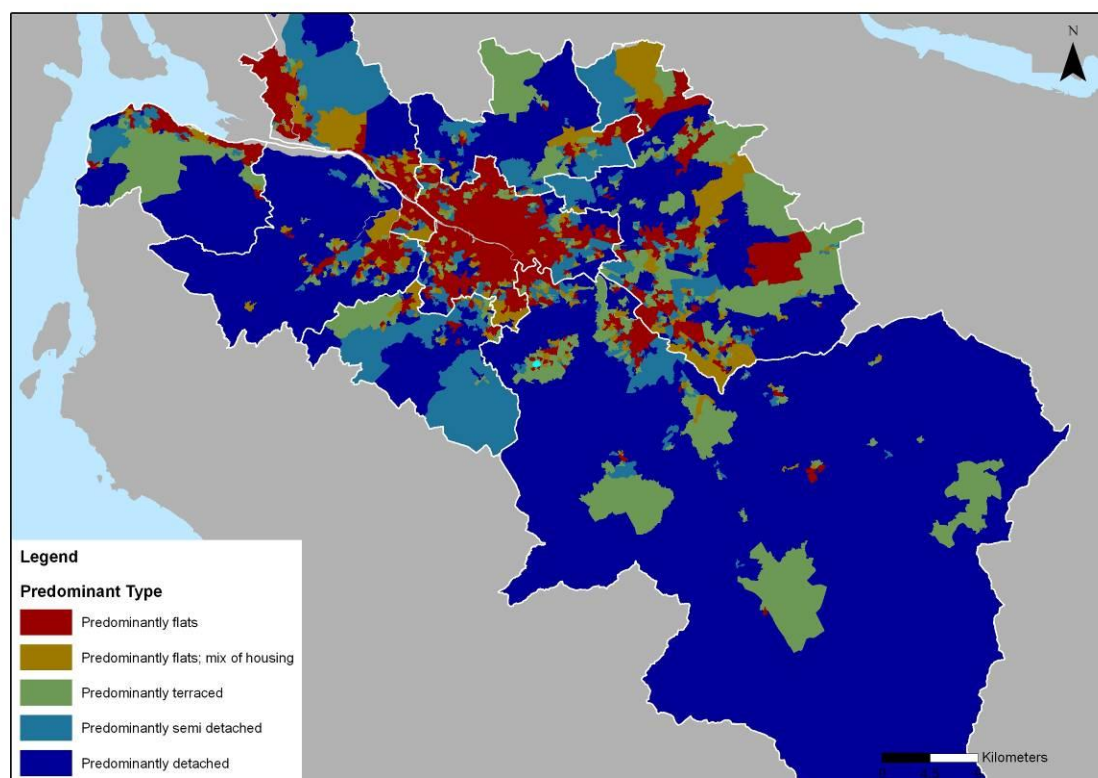 N
Legend
Predominant Type
Predominantly flats
Predominantly flats; mix of housing
Predominantly terraced
Predominantly semi detached
Predominantly detached
Kilometers